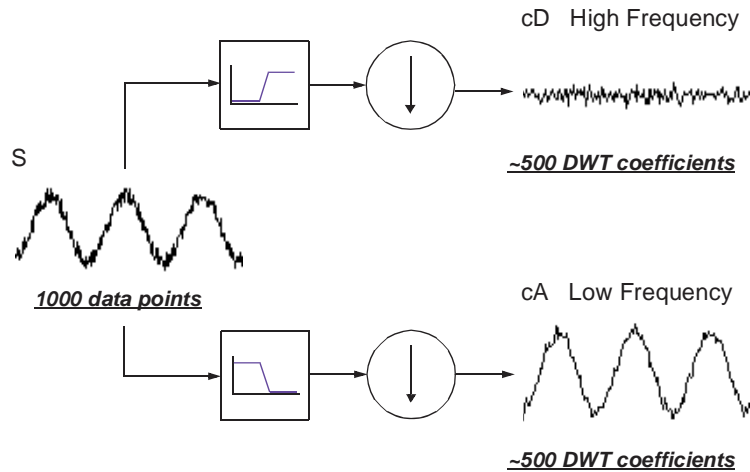 cD High Frequency
~500 DWT coefficients
S
1000 data points
cA Low Frequency
~500 DWT coefficients